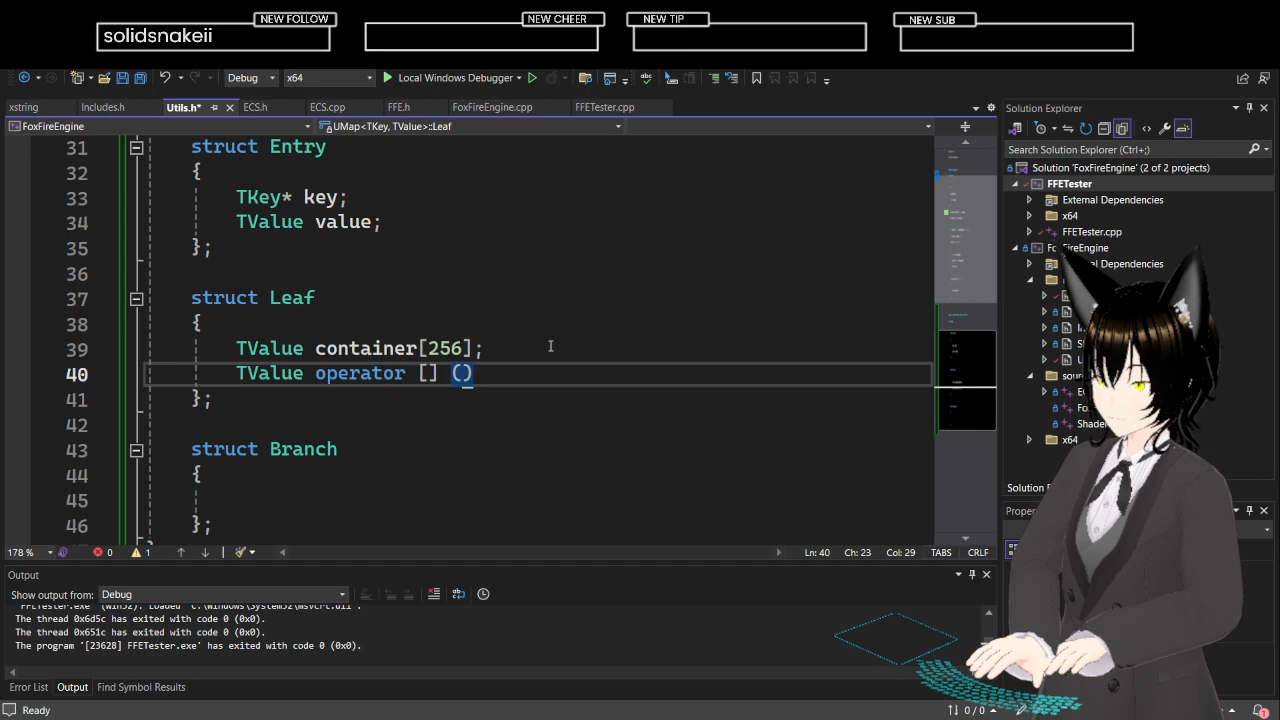 NEW FOLLOW
solidsnakeii
NEW CHEER
NEW TIP
NEW SUB
Debug
x64
Local Windows Debugger
xstring
Includes.h
Utils.h*
ECS.h
ECS.cpp
FFE.h
FoxFireEngine.cpp
FFETester.cpp
FoxFireEngine
UMap<TKey, TValue>::Leaf
31 struct Entry
32 {
33 TKey* key;
34 TValue value;
35 };
36
37 struct Leaf
38 {
39 TValue container[256];
40 TValue operator [] ()
41 };
42
43 struct Branch
44 {
45
46 };
178 %
0
1
Ln: 40
Ch: 23
Col: 29
TABS
CRLF
Solution Explorer
Search Solution Explorer (Ctrl+;)
Solution 'FoxFireEngine' (2 of 2 projects)
FFETester
External Dependencies
x64
FFETester.cpp
External Dependencies
x64
Output
Show output from:
Debug
The thread 0x6d5c has exited with code 0 (0x0).
The thread 0x651c has exited with code 0 (0x0).
The program '[23628] FFETester.exe' has exited with code 0 (0x0).
Error List
Output
Find Symbol Results
Ready
0 / 0
1